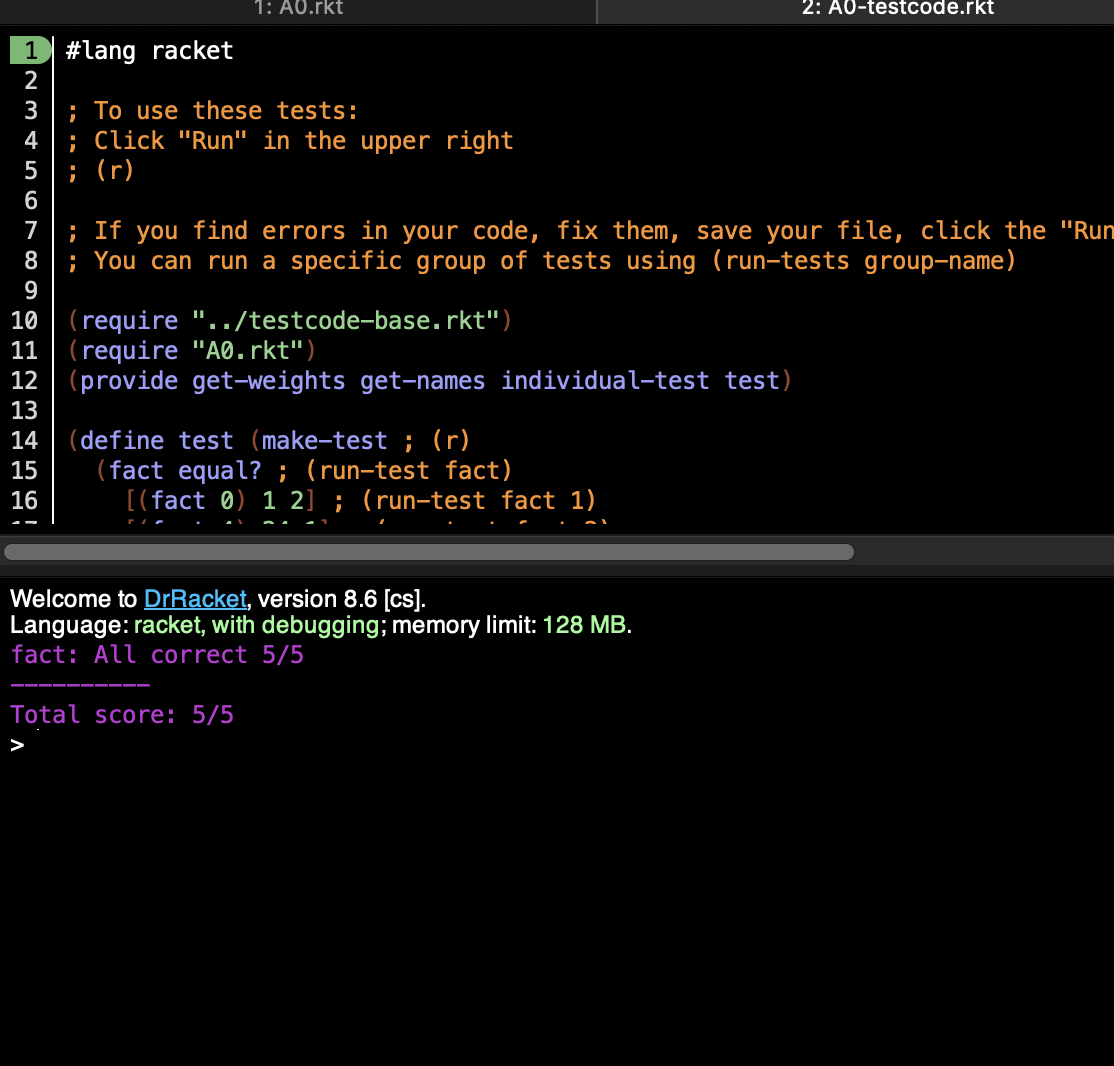 1: A0.rkt
2: A0-testcode.rkt
1 #lang racket
2
3 ; To use these tests:
4 ; Click "Run" in the upper right
5 ; (r)
6
7 ; If you find errors in your code, fix them, save your file, click the "Run
8 ; You can run a specific group of tests using (run-tests group-name)
9
10 (require "../testcode-base.rkt")
11 (require "A0.rkt")
12 (provide get-weights get-names individual-test test)
13
14 (define test (make-test ; (r)
15 (fact equal? ; (run-test fact)
16 [(fact 0) 1 2] ; (run-test fact 1)
Welcome to DrRacket, version 8.6 [cs].
Language: racket, with debugging; memory limit: 128 MB.
fact: All correct 5/5
----------
Total score: 5/5
>